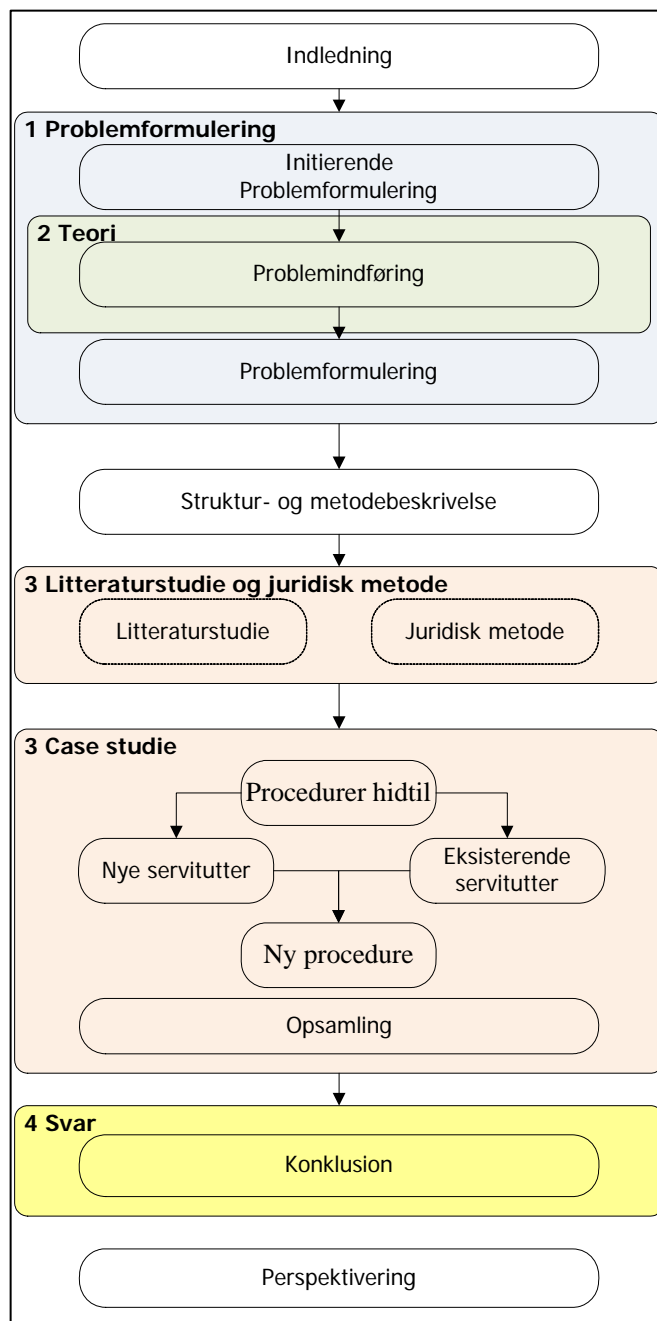 Indledning
1 Problemformulering
Initierende
Problemformulering
2 Teori
Problemindføring
Problemformulering
Struktur- og metodebeskrivelse
3 Litteraturstudie og juridisk metode
Litteraturstudie
Juridisk metode
3 Case studie
Procedurer hidtil
Nye servitutter
Eksisterende
servitutter
Ny procedure
Opsamling
4 Svar
Konklusion
Perspektivering